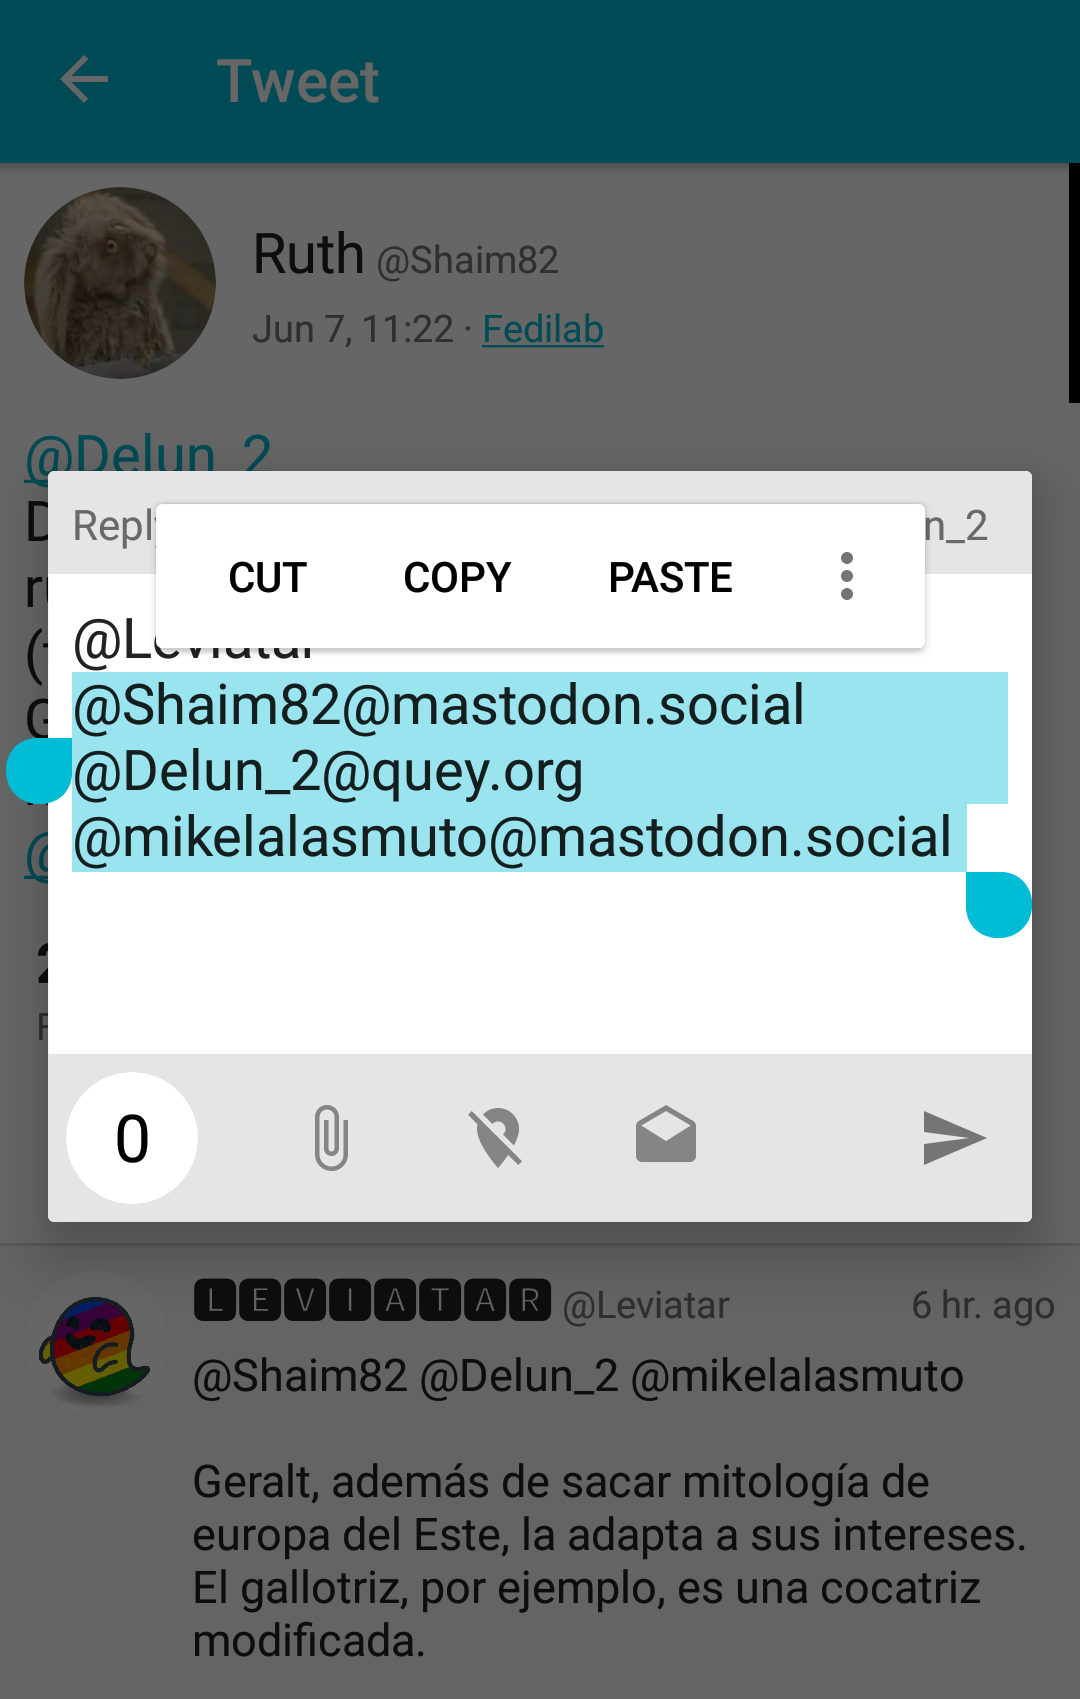 Tweet
Ruth @Shaim82
Jun 7, 11:22 · Fedilab
@Delun_2
n_2
CUT COPY PASTE
@Leviatar
@Shaim82@mastodon.social
@Delun_2@quey.org
@mikelalasmuto@mastodon.social
0
LEVIATAR @Leviatar 6 hr. ago
@Shaim82 @Delun_2 @mikelalasmuto
Geralt, además de sacar mitología de
europa del Este, la adapta a sus intereses.
El gallotriz, por ejemplo, es una cocatriz
modificada.